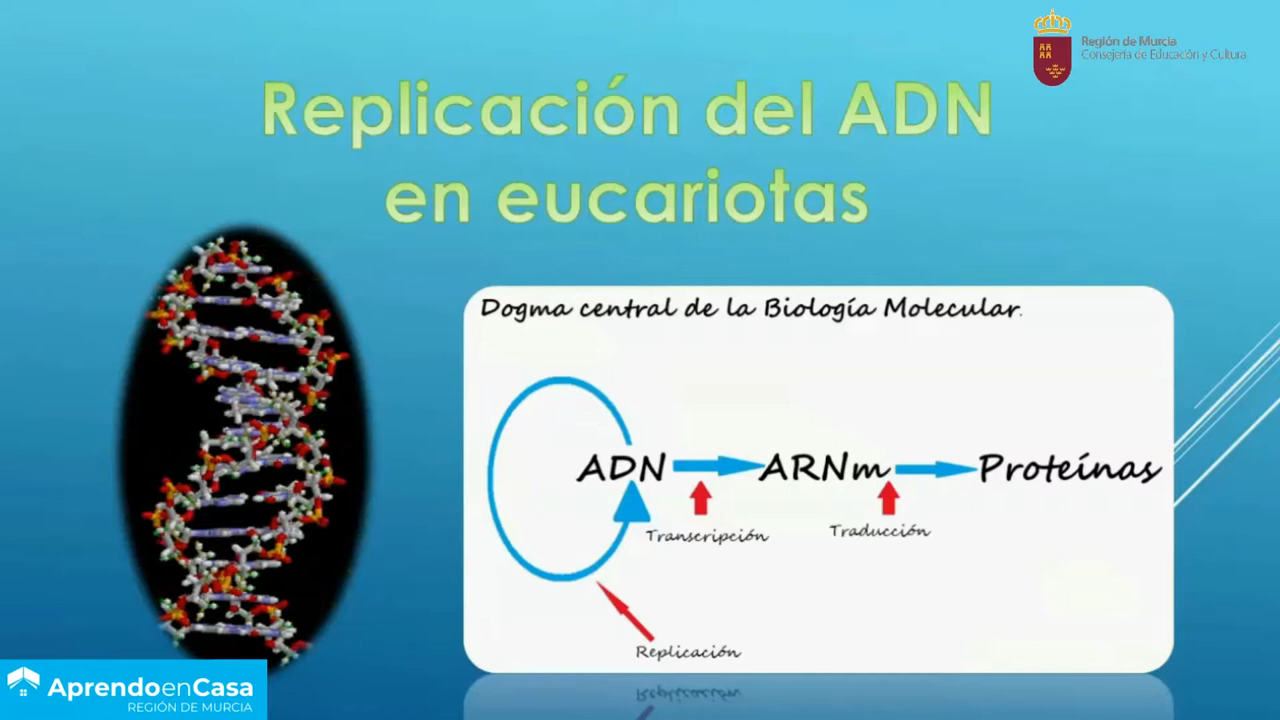 Región de Murcia
Consejería de Educación y Cultura
Replicación del ADN
en eucariotas
Dogma central de la Biología Molecular.
ADN ARNm Proteínas
Transcripción Traducción
Replicación
AprendoenCasa
REGIÓN DE MURCIA